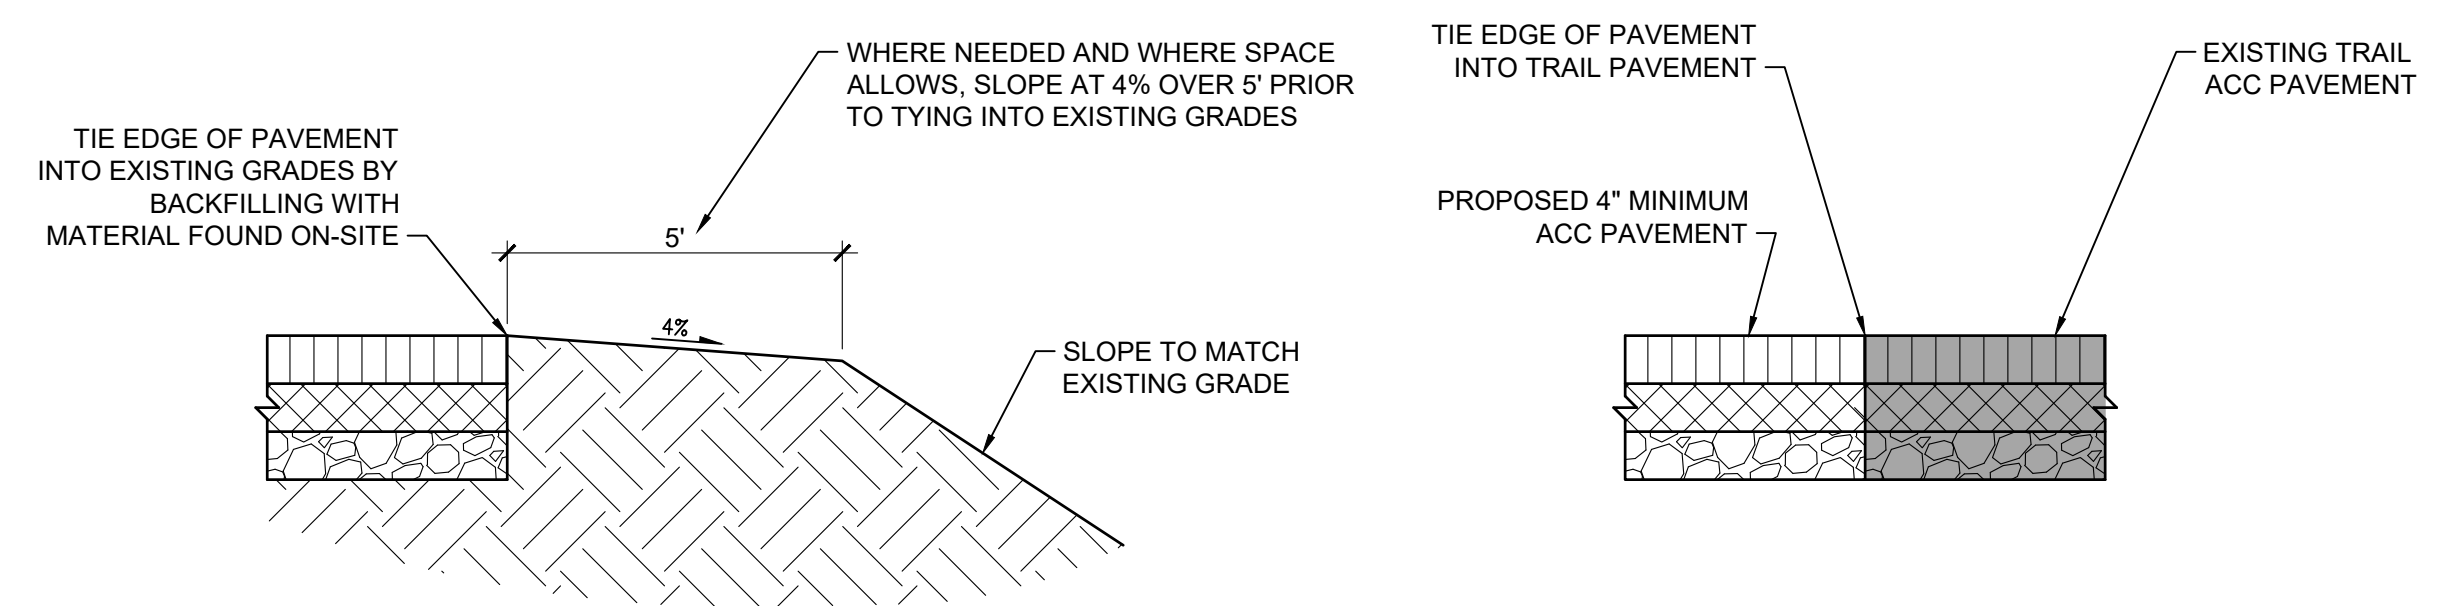 WHERE NEEDED AND WHERE SPACE
ALLOWS, SLOPE AT 4% OVER 5' PRIOR
TO TYING INTO EXISTING GRADES
TIE EDGE OF PAVEMENT
INTO EXISTING GRADES BY
BACKFILLING WITH
MATERIAL FOUND ON-SITE
5'
4%
SLOPE TO MATCH
EXISTING GRADE
TIE EDGE OF PAVEMENT
INTO TRAIL PAVEMENT
EXISTING TRAIL
ACC PAVEMENT
PROPOSED 4" MINIMUM
ACC PAVEMENT